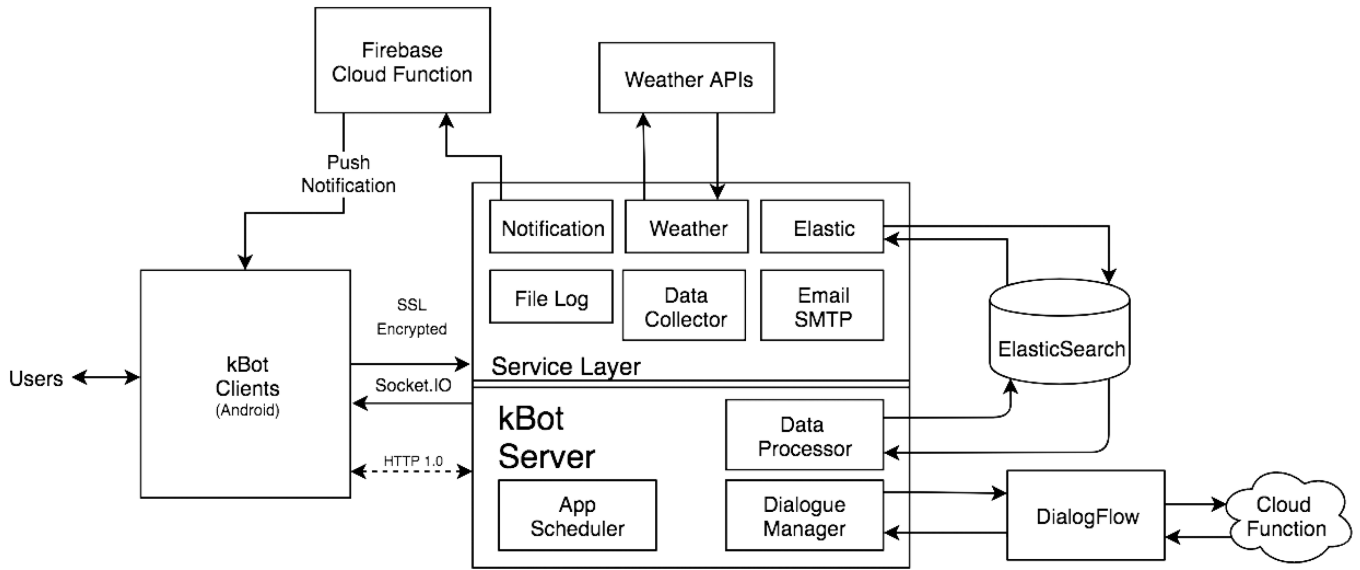 Firebase
Cloud Function
Weather APIs
Push
Notification
Notification
Weather
Elastic
File Log
Data
Collector
Email
SMTP
Service Layer
SSL
Encrypted
Socket.IO
HTTP 1.0
Users
kBot
Clients
(Android)
ElasticSearch
kBot
Server
Data
Processor
App
Scheduler
Dialogue
Manager
DialogFlow
Cloud
Function